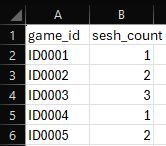 A B
1 game_id sesh_count
2 ID0001 1
3 ID0002 2
4 ID0003 3
5 ID0004 1
6 ID0005 2